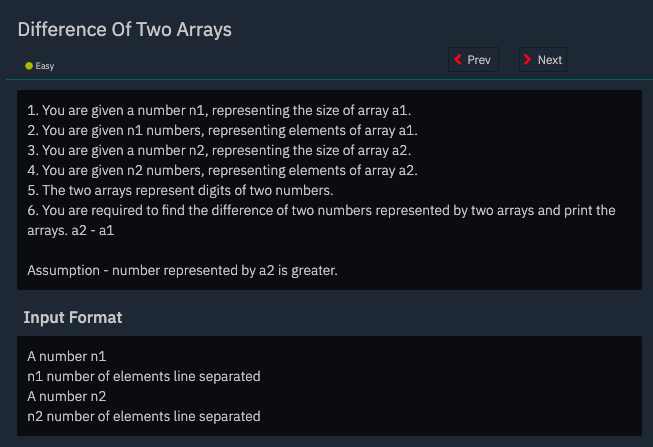 Difference Of Two Arrays
Easy
Prev
Next
1. You are given a number n1, representing the size of array a1.
2. You are given n1 numbers, representing elements of array a1.
3. You are given a number n2, representing the size of array a2.
4. You are given n2 numbers, representing elements of array a2.
5. The two arrays represent digits of two numbers.
6. You are required to find the difference of two numbers represented by two arrays and print the
arrays. a2 - a1
Assumption - number represented by a2 is greater.
Input Format
A number n1
n1 number of elements line separated
A number n2
n2 number of elements line separated